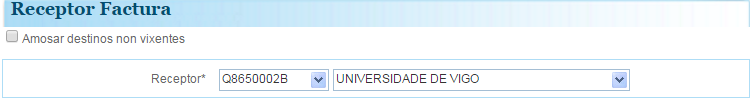 Receptor Factura
Amosar destinos non vixentes
Receptor* Q8650002B UNIVERSIDADE DE VIGO